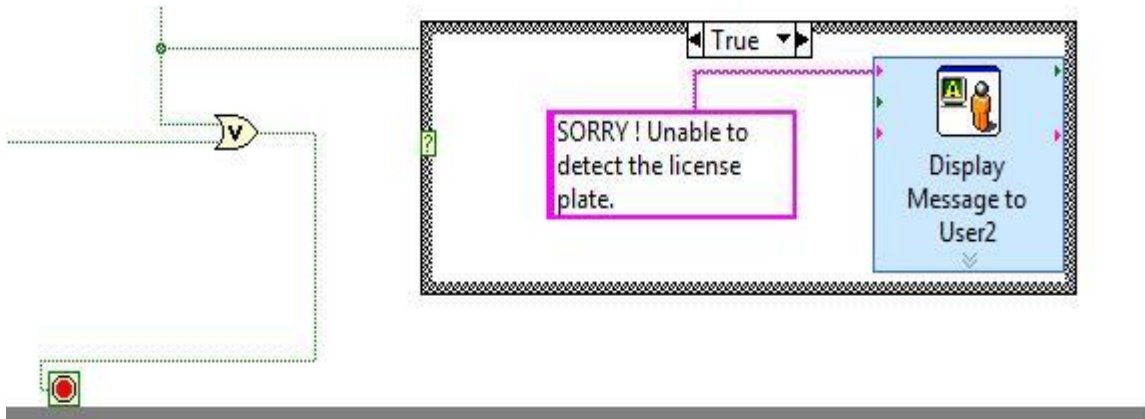 True
SORRY ! Unable to
detect the license
plate.
?
V
A
Display
Message to
User2